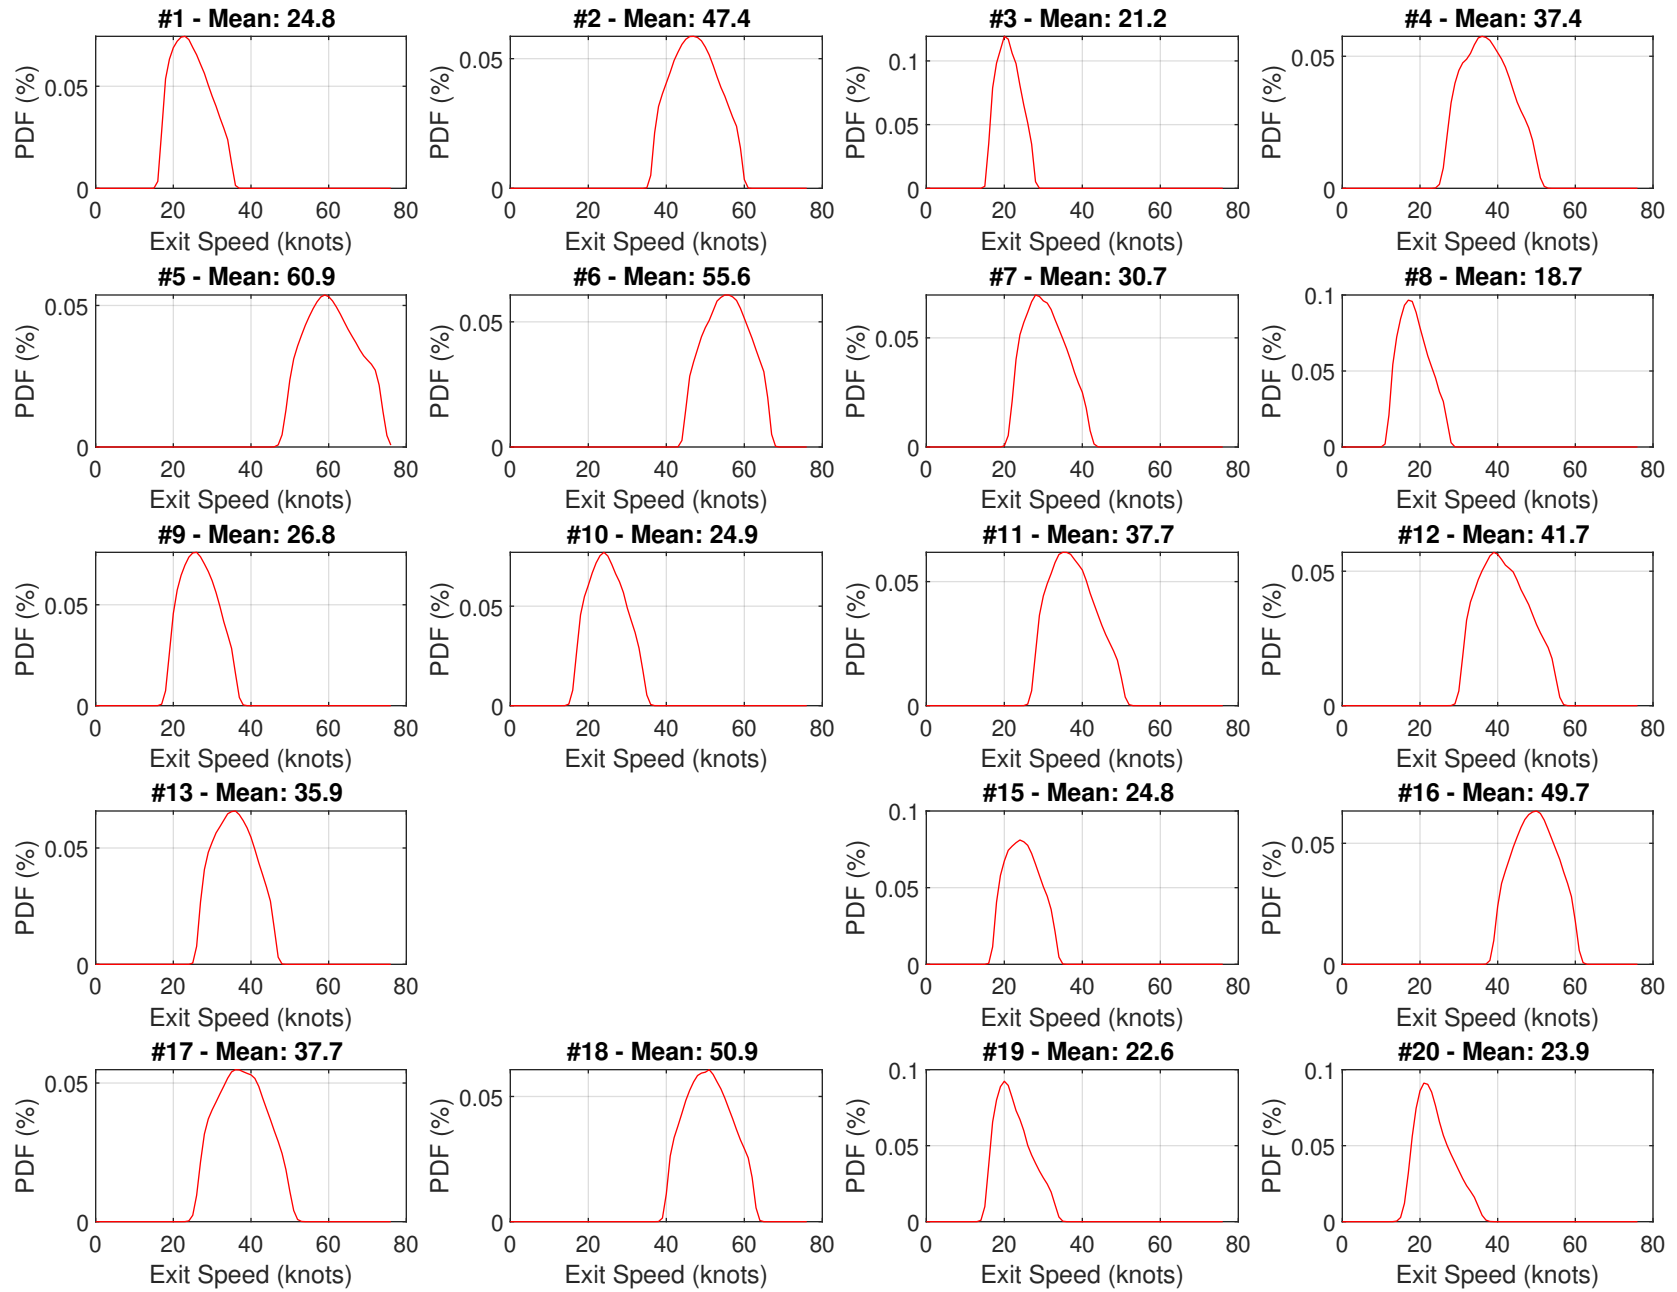 #1 - Mean: 24.8
PDF (%)
0.05
0
0 20 40 60 80
Exit Speed (knots)
#2 - Mean: 47.4
PDF (%)
0.05
0
0 20 40 60 80
Exit Speed (knots)
#3 - Mean: 21.2
PDF (%)
0.1
0.05
0
0 20 40 60 80
Exit Speed (knots)
#4 - Mean: 37.4
PDF (%)
0.05
0
0 20 40 60 80
Exit Speed (knots)
#5 - Mean: 60.9
PDF (%)
0.05
0
0 20 40 60 80
Exit Speed (knots)
#6 - Mean: 55.6
PDF (%)
0.05
0
0 20 40 60 80
Exit Speed (knots)
#7 - Mean: 30.7
PDF (%)
0.05
0
0 20 40 60 80
Exit Speed (knots)
#8 - Mean: 18.7
PDF (%)
0.1
0.05
0
0 20 40 60 80
Exit Speed (knots)
#9 - Mean: 26.8
PDF (%)
0.05
0
0 20 40 60 80
Exit Speed (knots)
#10 - Mean: 24.9
PDF (%)
0.05
0
0 20 40 60 80
Exit Speed (knots)
#11 - Mean: 37.7
PDF (%)
0.05
0
0 20 40 60 80
Exit Speed (knots)
#12 - Mean: 41.7
PDF (%)
0.05
0
0 20 40 60 80
Exit Speed (knots)
#13 - Mean: 35.9
PDF (%)
0.05
0
0 20 40 60 80
Exit Speed (knots)
#15 - Mean: 24.8
PDF (%)
0.1
0.05
0
0 20 40 60 80
Exit Speed (knots)
#16 - Mean: 49.7
PDF (%)
0.05
0
0 20 40 60 80
Exit Speed (knots)
#17 - Mean: 37.7
PDF (%)
0.05
0
0 20 40 60 80
Exit Speed (knots)
#18 - Mean: 50.9
PDF (%)
0.05
0
0 20 40 60 80
Exit Speed (knots)
#19 - Mean: 22.6
PDF (%)
0.1
0.05
0
0 20 40 60 80
Exit Speed (knots)
#20 - Mean: 23.9
PDF (%)
0.1
0.05
0
0 20 40 60 80
Exit Speed (knots)